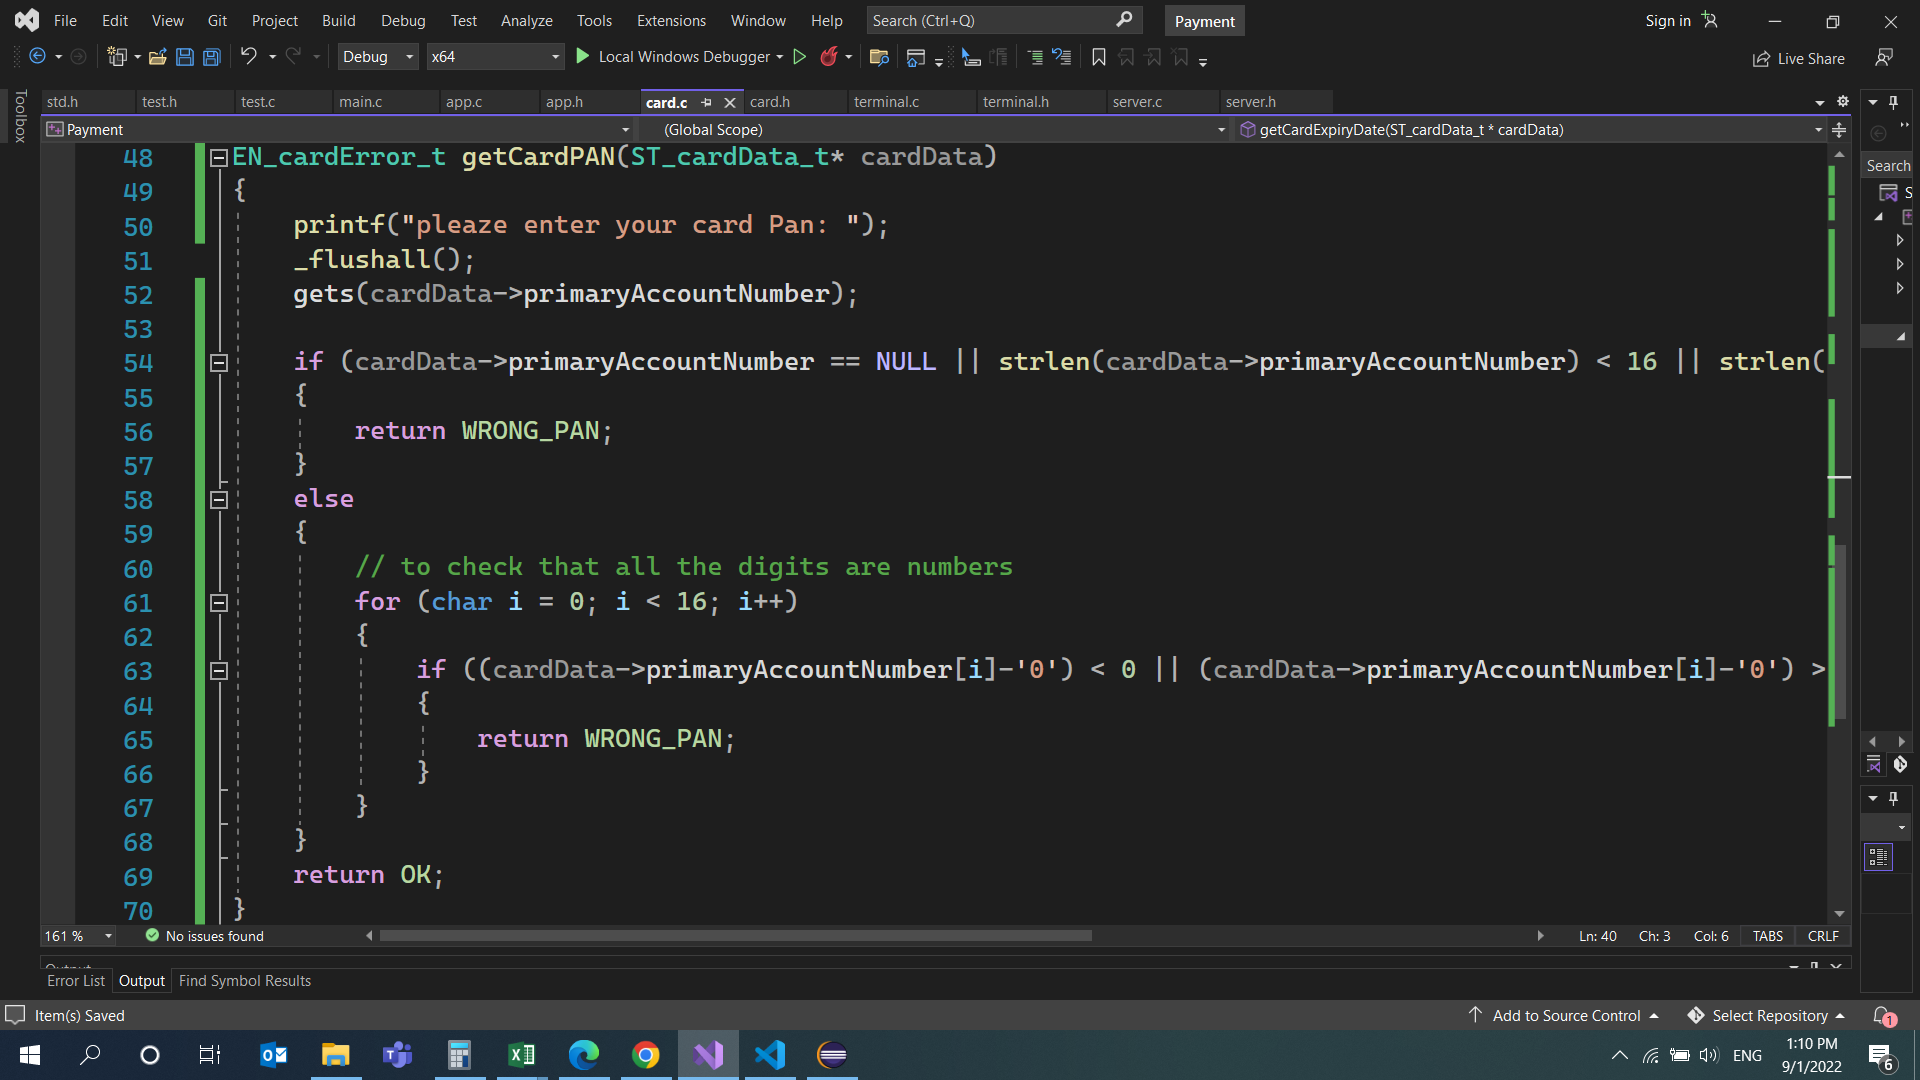 File Edit View Git Project Build Debug Test Analyze Tools Extensions Window Help Search (Ctrl+Q) Payment Sign in
Debug x64 Local Windows Debugger Live Share
Toolbox
std.h test.h test.c main.c app.c app.h card.c card.h terminal.c terminal.h server.c server.h
Payment (Global Scope) getCardExpiryDate(ST_cardData_t * cardData)
Search
S
48 EN_cardError_t getCardPAN(ST_cardData_t* cardData)
49 {
50 printf("pleaze enter your card Pan: ");
51 _flushall();
52 gets(cardData->primaryAccountNumber);
53
54 if (cardData->primaryAccountNumber == NULL || strlen(cardData->primaryAccountNumber) < 16 || strlen(
55 {
56 return WRONG_PAN;
57 }
58 else
59 {
60 // to check that all the digits are numbers
61 for (char i = 0; i < 16; i++)
62 {
63 if ((cardData->primaryAccountNumber[i]-'0') < 0 || (cardData->primaryAccountNumber[i]-'0') >
64 {
65 return WRONG_PAN;
66 }
67 }
68 }
69 return OK;
70 }
161 % No issues found Ln: 40 Ch: 3 Col: 6 TABS CRLF
Output
Error List Output Find Symbol Results
Item(s) Saved Add to Source Control Select Repository 1
ENG 1:10 PM
9/1/2022 6